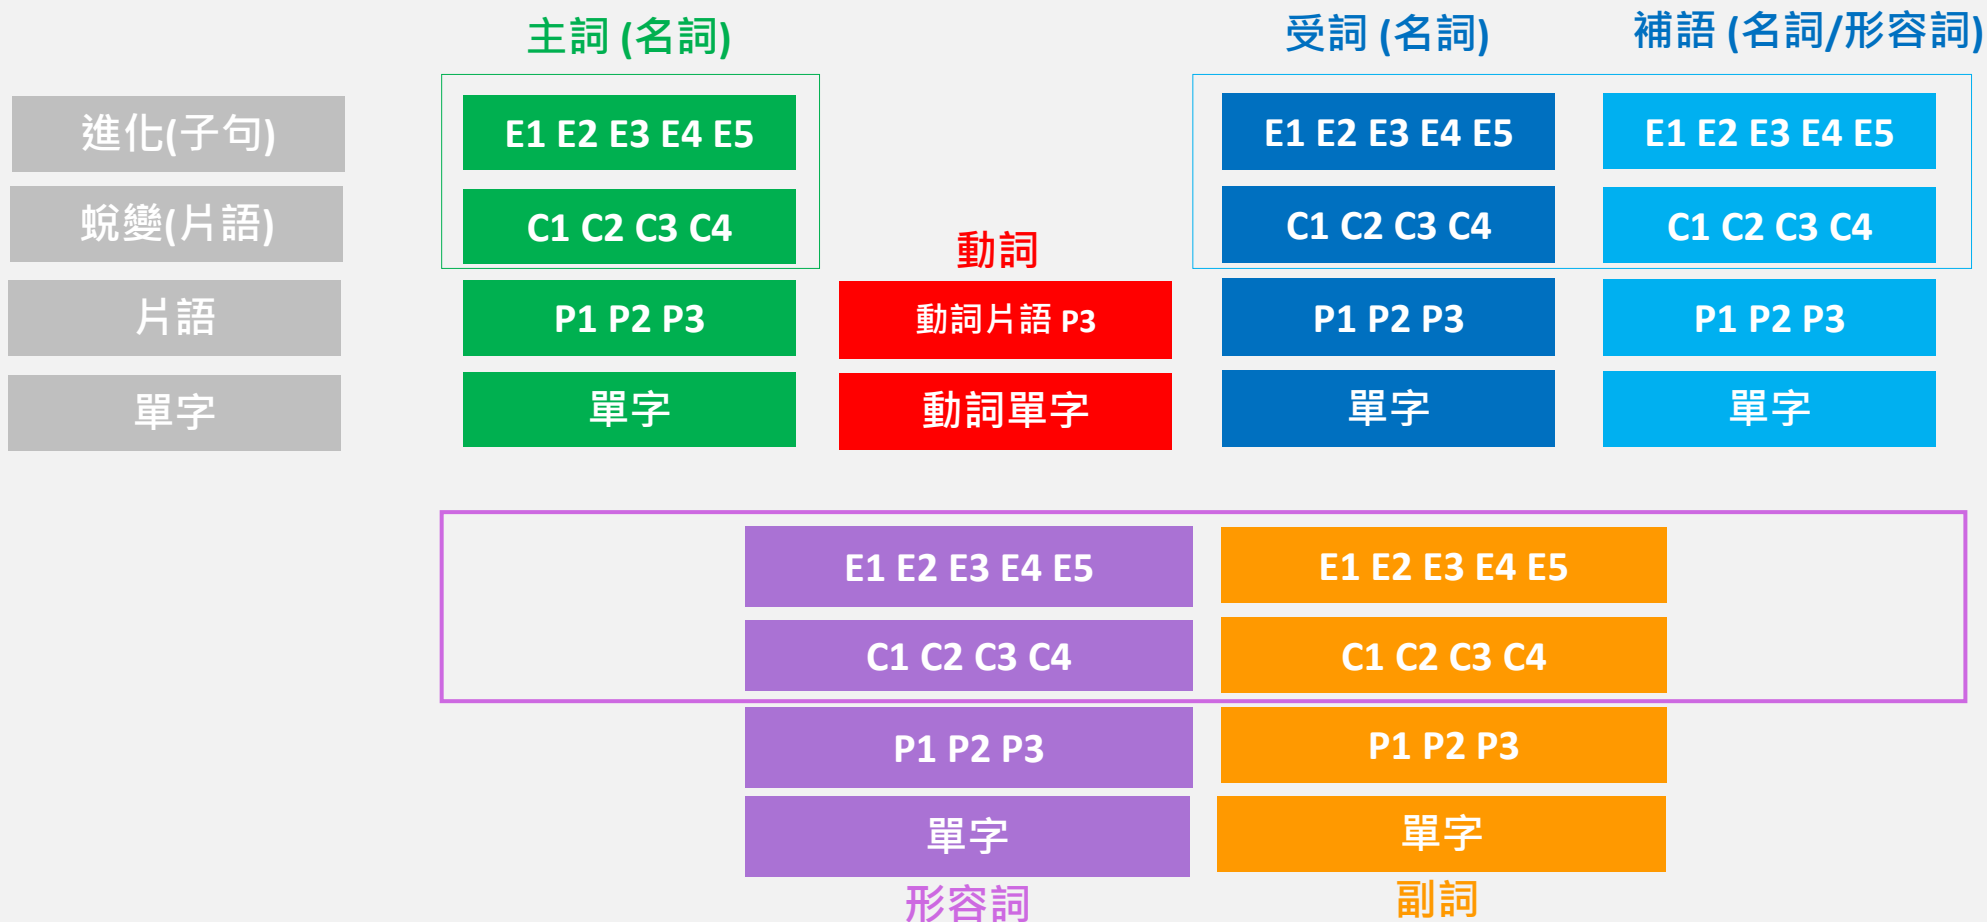 主詞 (名詞)
受詞 (名詞)
補語 (名詞/形容詞)
進化(子句)
E1 E2 E3 E4 E5
E1 E2 E3 E4 E5
E1 E2 E3 E4 E5
蛻變(片語)
C1 C2 C3 C4
C1 C2 C3 C4
C1 C2 C3 C4
動詞
片語
P1 P2 P3
動詞片語 P3
P1 P2 P3
P1 P2 P3
單字
單字
動詞單字
單字
單字
E1 E2 E3 E4 E5
E1 E2 E3 E4 E5
C1 C2 C3 C4
C1 C2 C3 C4
P1 P2 P3
P1 P2 P3
單字
單字
形容詞
副詞